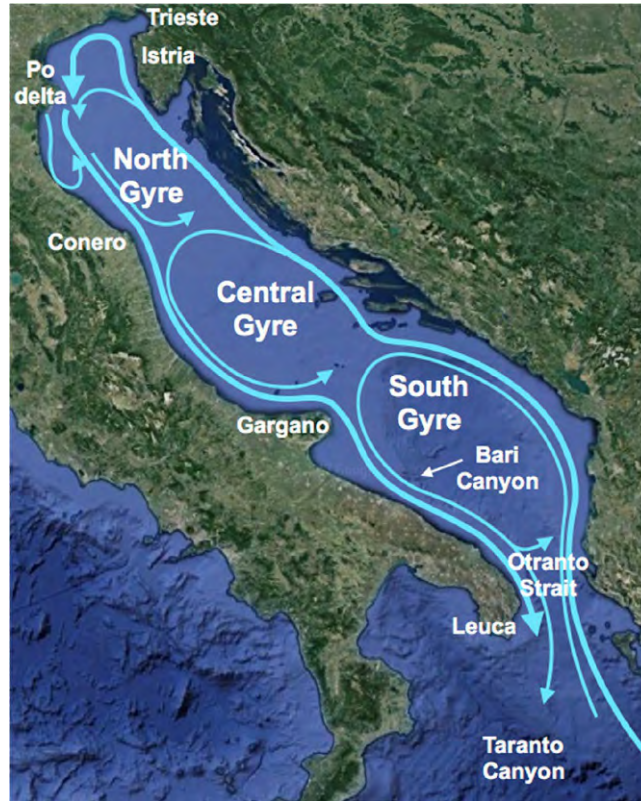 Trieste
Istria
Po
delta
North
Gyre
Conero
Central
Gyre
South
Gyre
Gargano
Bari
Canyon
Otranto
Strait
Leuca
Taranto
Canyon